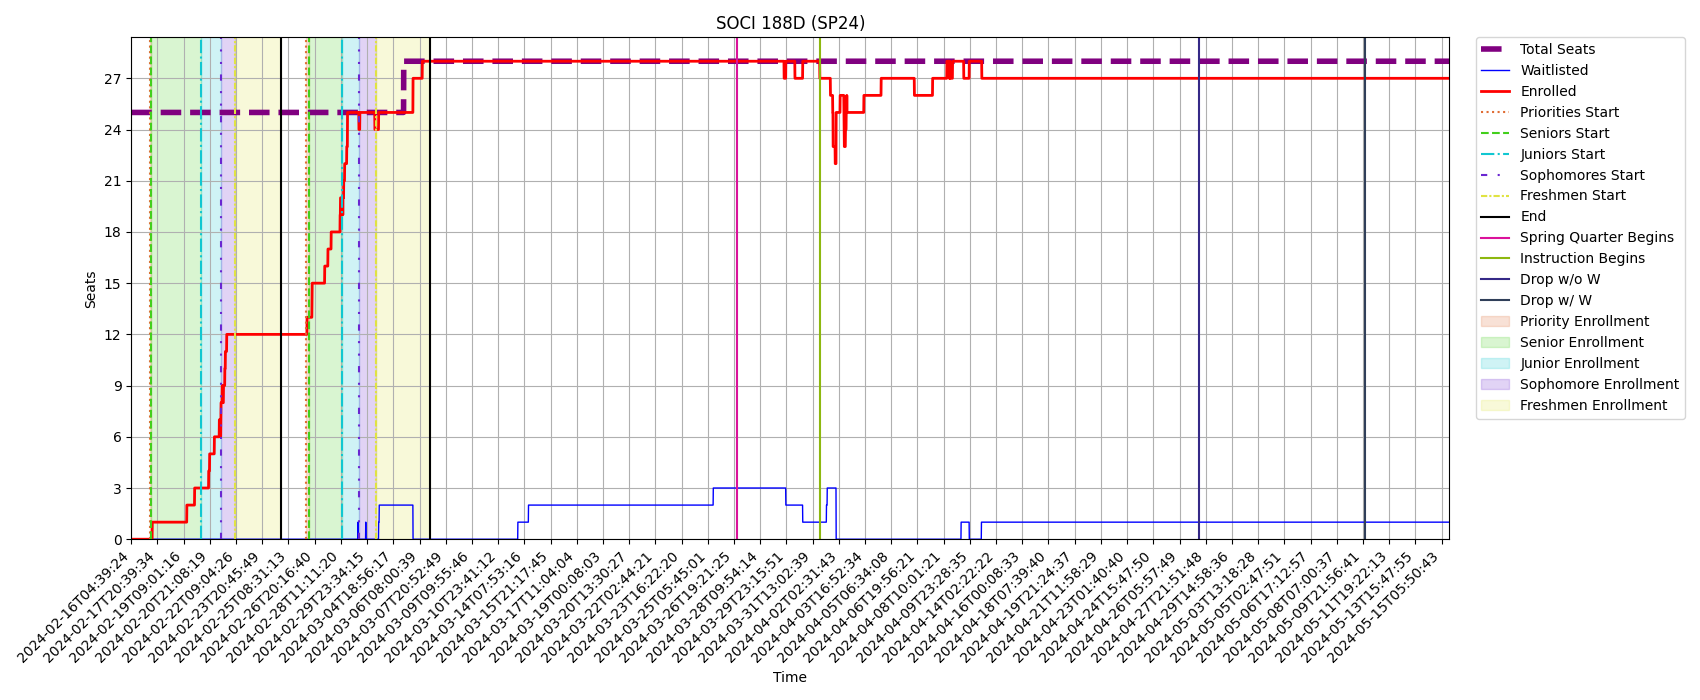 SOCI 188D (SP24)
Seats
27
24
21
18
15
12
9
6
3
0
2024-02-16T04:39:24
2024-02-17T20:39:34
2024-02-19T09:01:16
2024-02-20T21:08:19
2024-02-22T09:04:26
2024-02-23T20:45:49
2024-02-25T08:31:13
2024-02-26T20:16:40
2024-02-28T11:11:20
2024-02-29T23:34:15
2024-03-04T18:56:17
2024-03-06T08:00:39
2024-03-07T20:52:49
2024-03-09T09:55:46
2024-03-10T23:41:12
2024-03-14T07:53:16
2024-03-15T21:17:45
2024-03-17T11:04:04
2024-03-19T00:08:03
2024-03-20T13:30:27
2024-03-22T02:44:21
2024-03-23T16:22:20
2024-03-25T05:45:01
2024-03-26T19:21:25
2024-03-28T09:54:14
2024-03-29T23:15:51
2024-03-31T13:02:39
2024-04-02T02:31:43
2024-04-03T16:52:34
2024-04-05T06:34:08
2024-04-06T19:56:21
2024-04-08T10:01:21
2024-04-09T23:28:35
2024-04-14T02:22:22
2024-04-16T00:08:33
2024-04-18T07:39:40
2024-04-19T21:24:37
2024-04-21T11:58:29
2024-04-23T01:40:40
2024-04-24T15:47:50
2024-04-26T05:57:49
2024-04-27T21:51:48
2024-04-29T14:58:36
2024-05-03T13:18:28
2024-05-05T02:47:51
2024-05-06T17:12:57
2024-05-08T07:00:37
2024-05-09T21:56:41
2024-05-11T19:22:13
2024-05-13T15:47:55
2024-05-15T05:50:43
Time
Total Seats
Waitlisted
Enrolled
Priorities Start
Seniors Start
Juniors Start
Sophomores Start
Freshmen Start
End
Spring Quarter Begins
Instruction Begins
Drop w/o W
Drop w/ W
Priority Enrollment
Senior Enrollment
Junior Enrollment
Sophomore Enrollment
Freshmen Enrollment